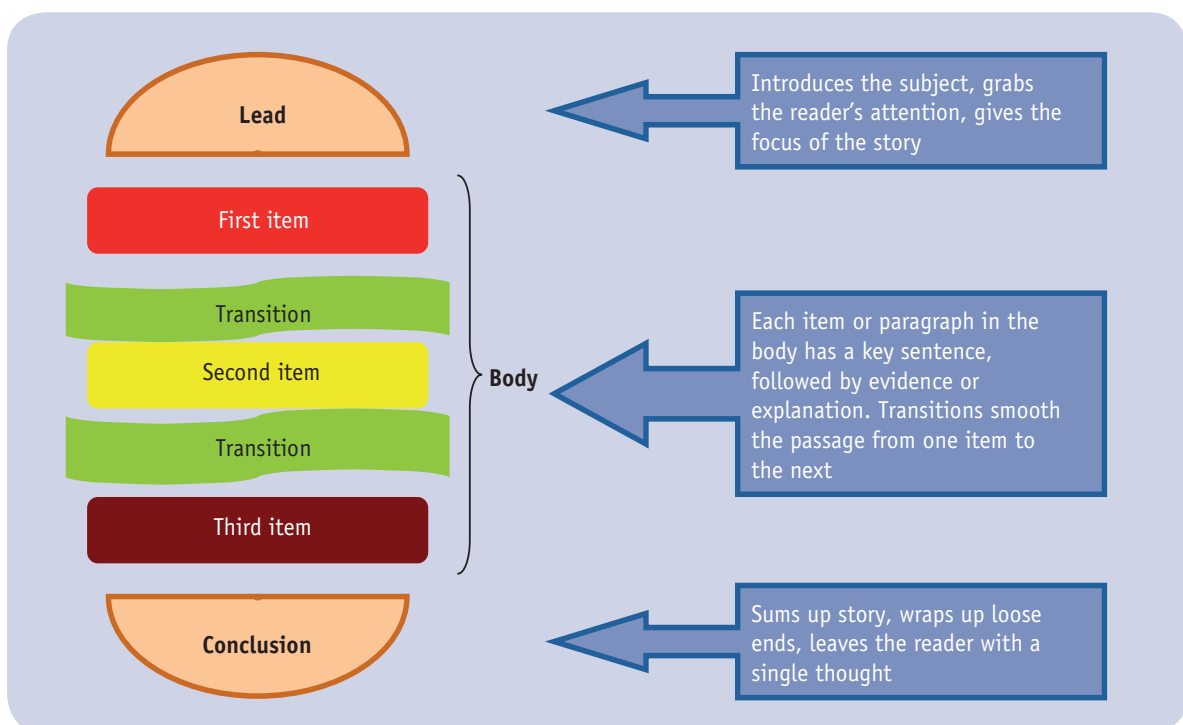 Lead
Introduces the subject, grabs
the reader’s attention, gives the
focus of the story
First item
Transition
Second item
Transition
Third item
Body
Each item or paragraph in the
body has a key sentence,
followed by evidence or
explanation. Transitions smooth
the passage from one item to
the next
Conclusion
Sums up story, wraps up loose
ends, leaves the reader with a
single thought